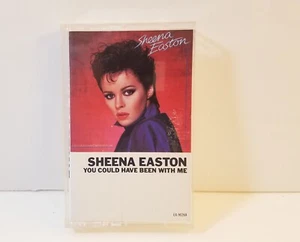 Sheena
Easton
SHEENA EASTON
YOU COULD HAVE BEEN WITH ME